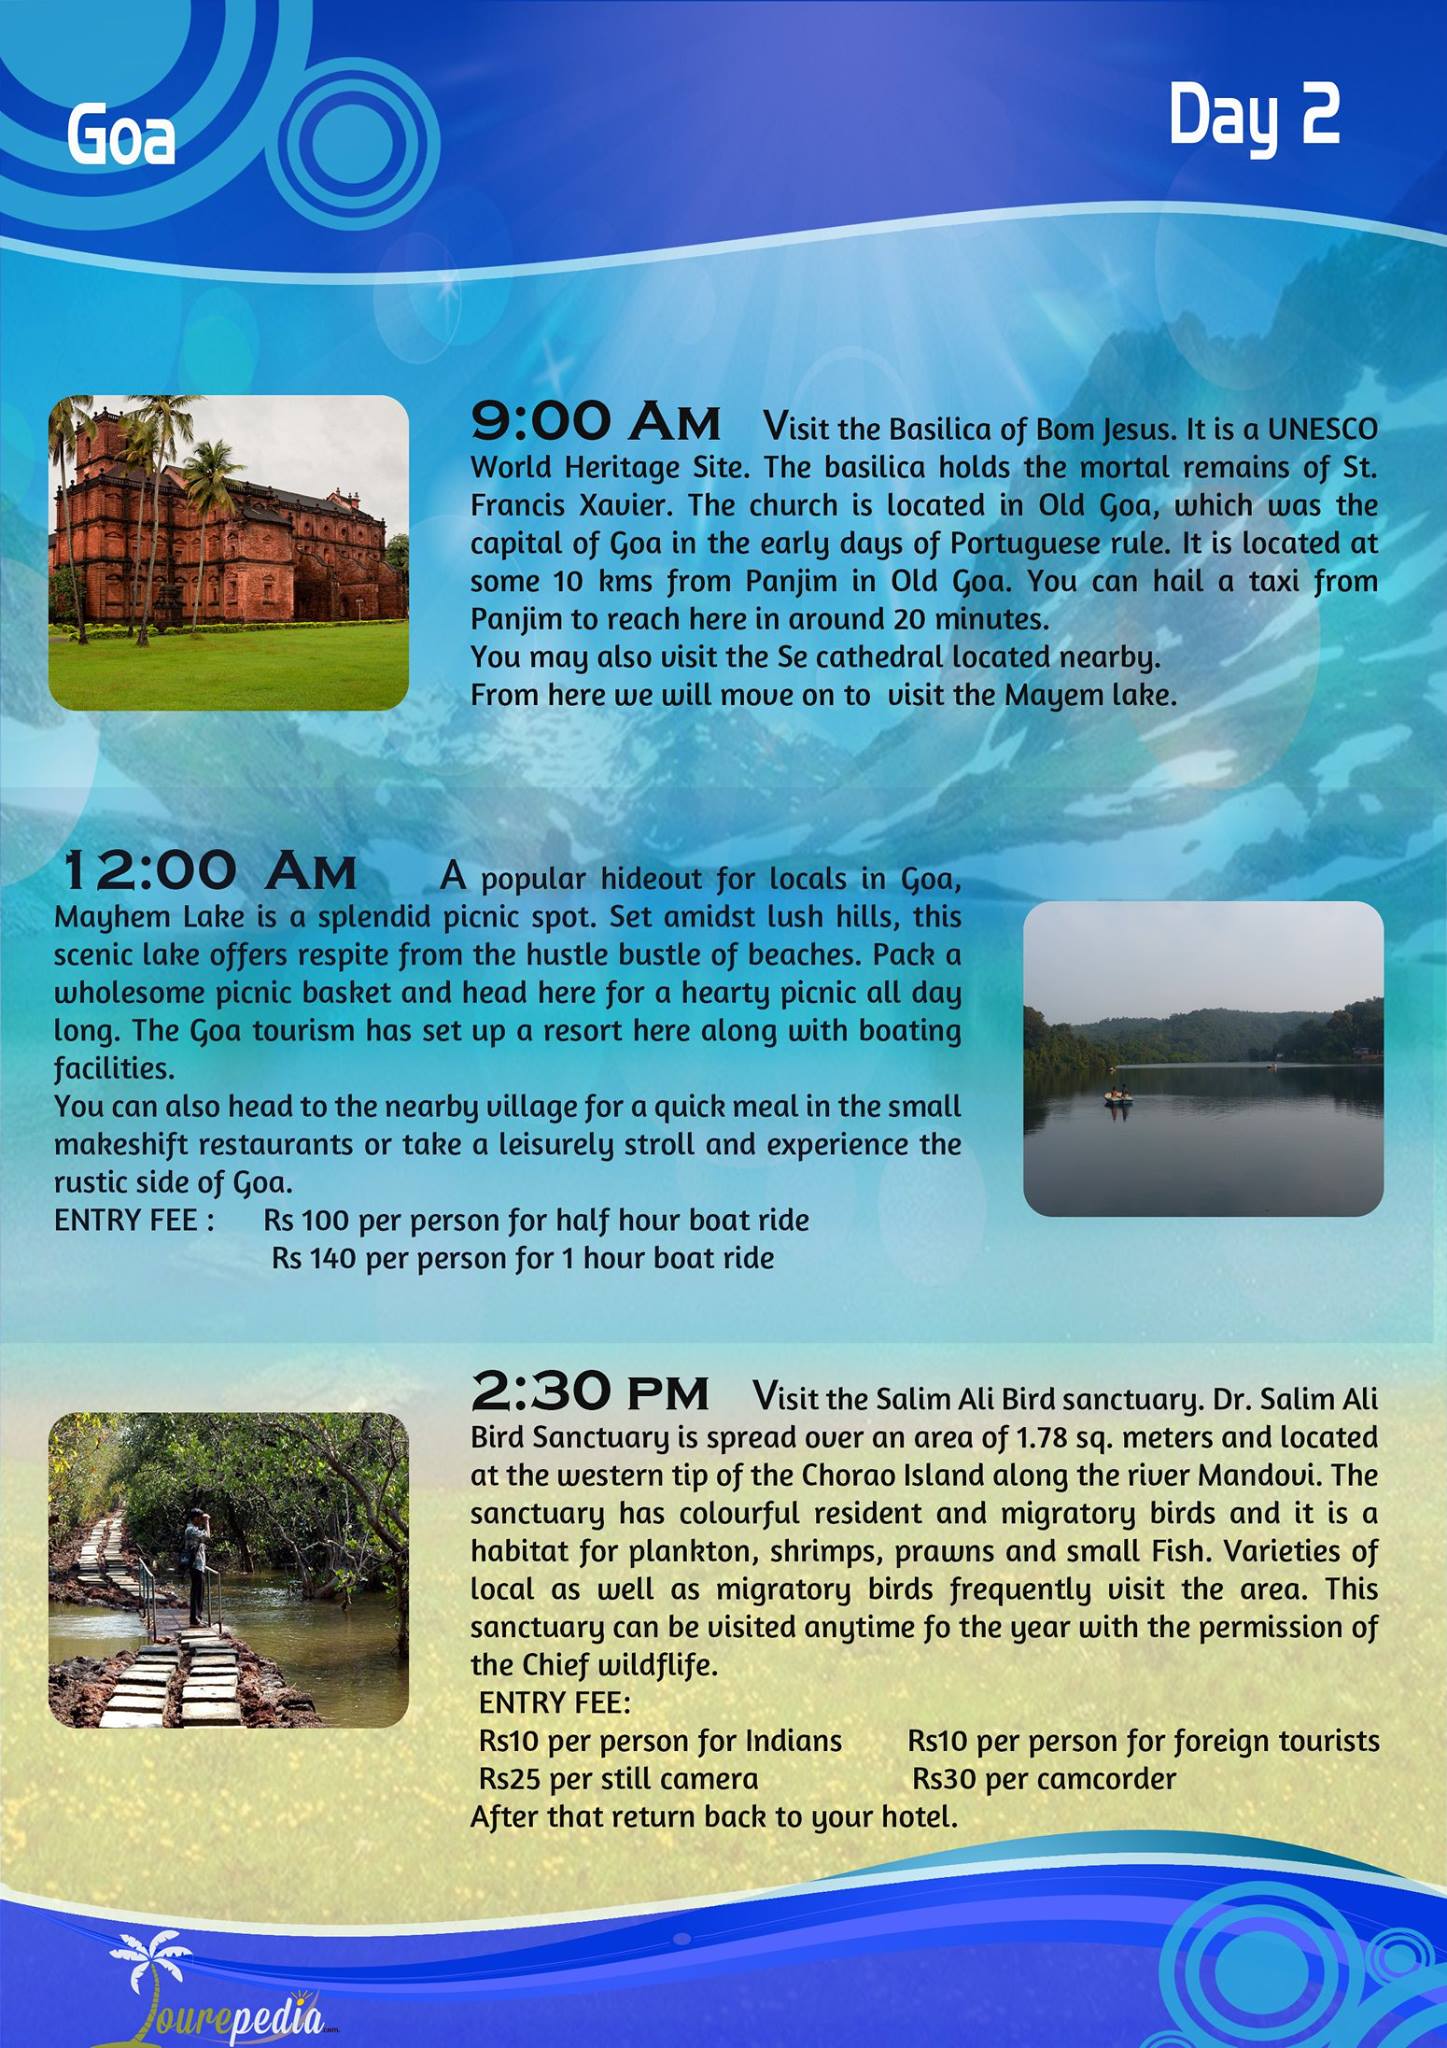 Goa
Day 2
9:00 AM Visit the Basilica of Bom Jesus. It is a UNESCO
World Heritage Site. The basilica holds the mortal remains of St.
Francis Xavier. The church is located in Old Goa, which was the
capital of Goa in the early days of Portuguese rule. It is located at
some 10 kms from Panjim in Old Goa. You can hail a taxi from
Panjim to reach here in around 20 minutes.
You may also visit the Se cathedral located nearby.
From here we will move on to visit the Mayem lake.
12:00 AM A popular hideout for locals in Goa,
Mayhem Lake is a splendid picnic spot. Set amidst lush hills, this
scenic lake offers respite from the hustle bustle of beaches. Pack a
wholesome picnic basket and head here for a hearty picnic all day
long. The Goa tourism has set up a resort here along with boating
facilities.
You can also head to the nearby village for a quick meal in the small
makeshift restaurants or take a leisurely stroll and experience the
rustic side of Goa.
ENTRY FEE : Rs 100 per person for half hour boat ride
Rs 140 per person for 1 hour boat ride
2:30 PM Visit the Salim Ali Bird sanctuary. Dr. Salim Ali
Bird Sanctuary is spread over an area of 1.78 sq. meters and located
at the western tip of the Chorao Island along the river Mandovi. The
sanctuary has colourful resident and migratory birds and it is a
habitat for plankton, shrimps, prawns and small Fish. Varieties of
local as well as migratory birds frequently visit the area. This
sanctuary can be visited anytime fo the year with the permission of
the Chief wildflife.
ENTRY FEE:
Rs10 per person for Indians Rs10 per person for foreign tourists
Rs25 per still camera Rs30 per camcorder
After that return back to your hotel.
Tourepedia.com